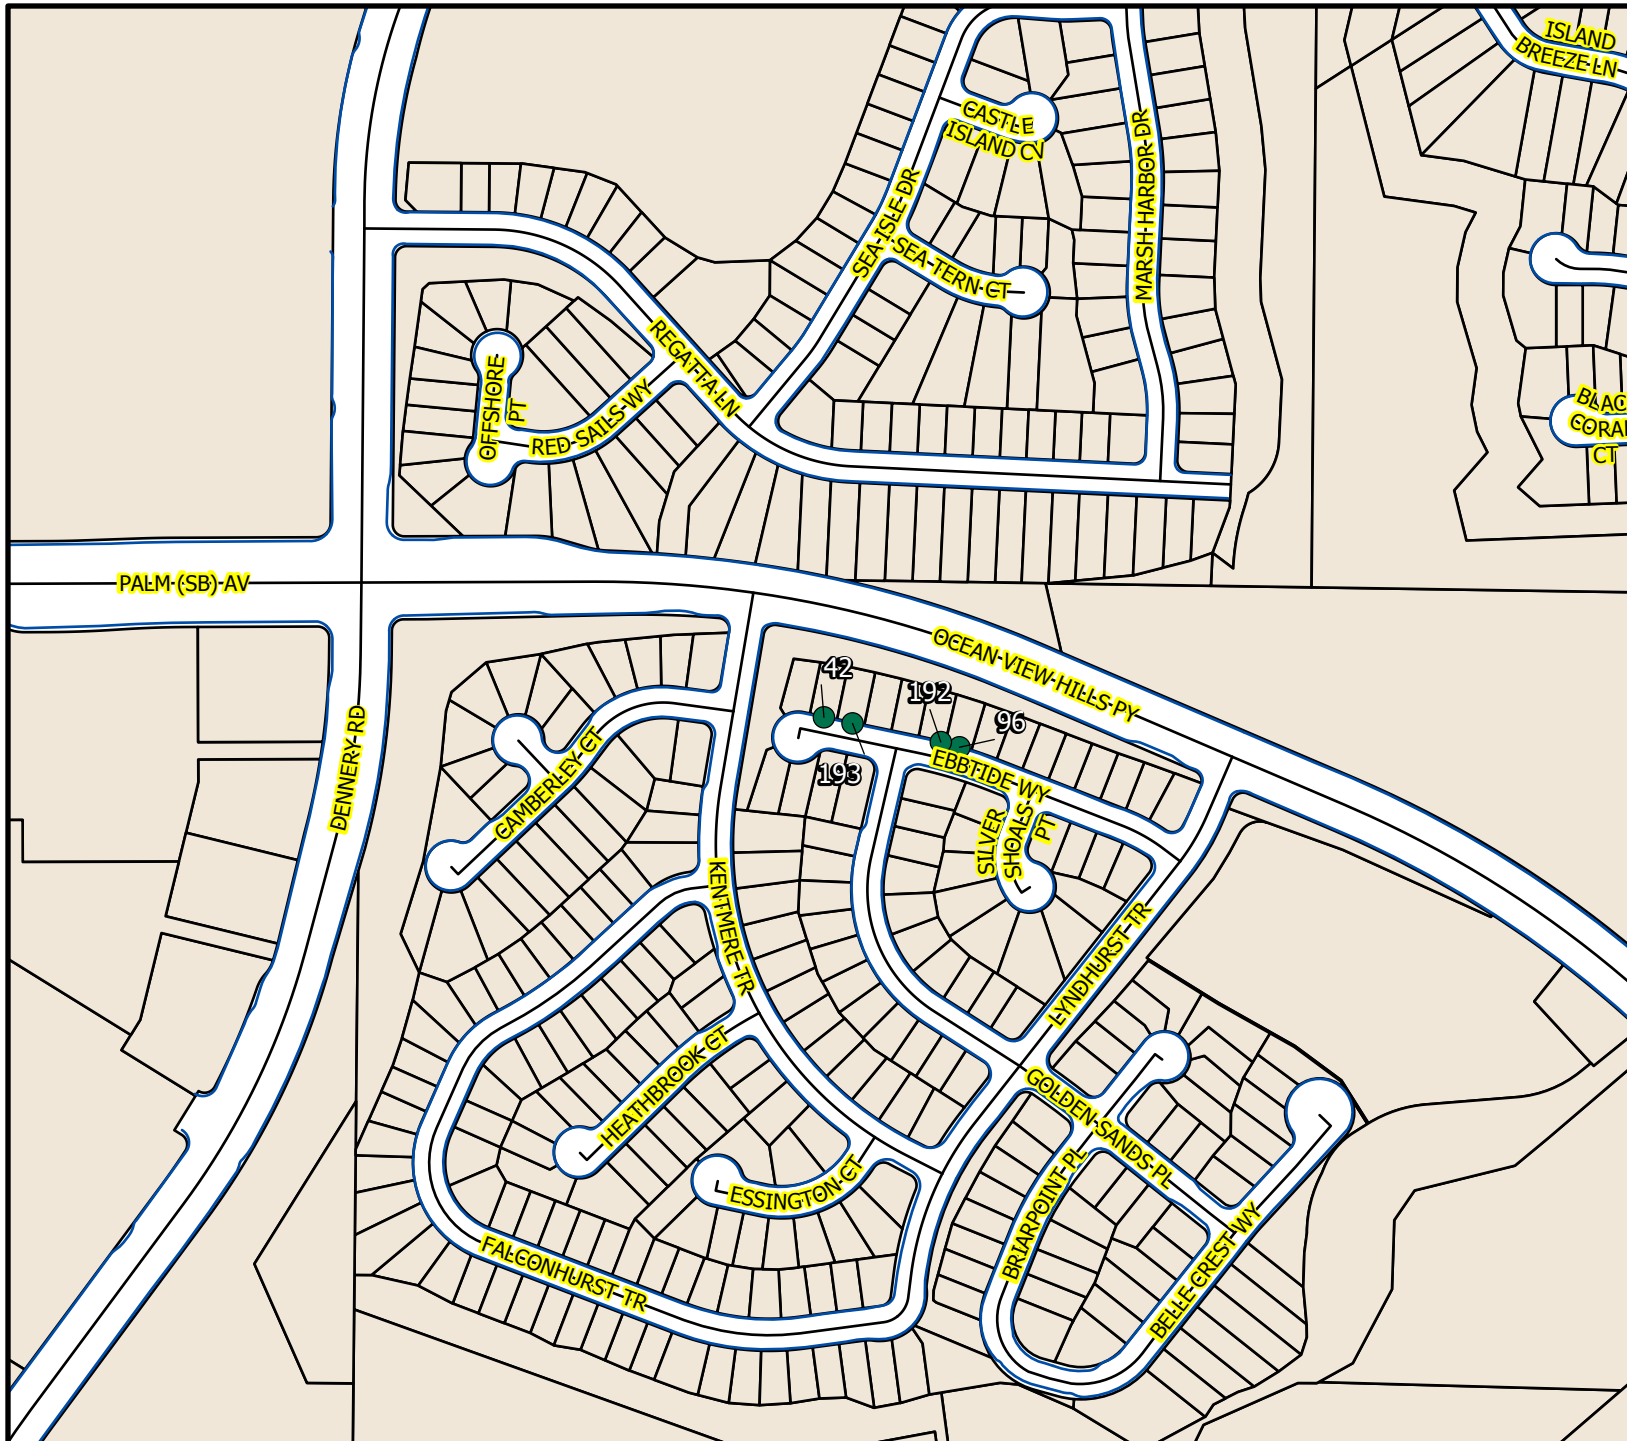 ISLAND
BREEZE LN
CASTLE
ISLAND CV
MARSH HARBOR DR
SEA ISLE DR
SEA TERN CT
REGATTA LN
OFFSHORE
PT
RED SAILS WY
CORAL
CT
PALM (SB) AV
OCEAN VIEW HILLS PY
42
192
96
193
EBBTIDE WY
DENNERY RD
CAMBERLEY CT
SILVER
SHOALS
PT
KENTMERE TR
LYNDHURST TR
HEATHBROOK CT
GOLDEN SANDS PL
ESSINGTON CT
BRIARPOINT PL
BELLE CREST WY
FALCONHURST TR